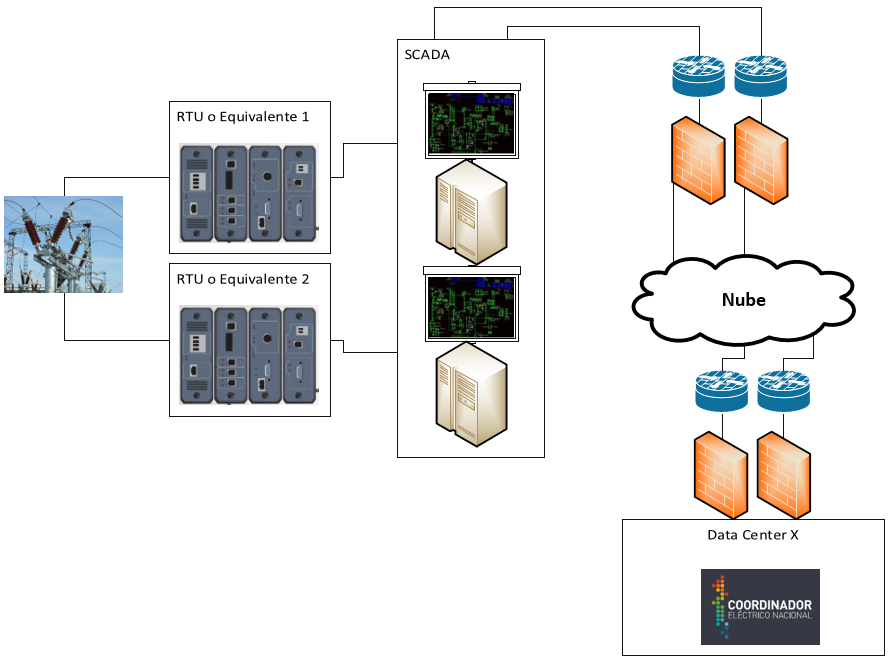 SCADA
RTU o Equivalente 1
RTU o Equivalente 2
Nube
Data Center X
COORDINADOR
ELÉCTRICO NACIONAL